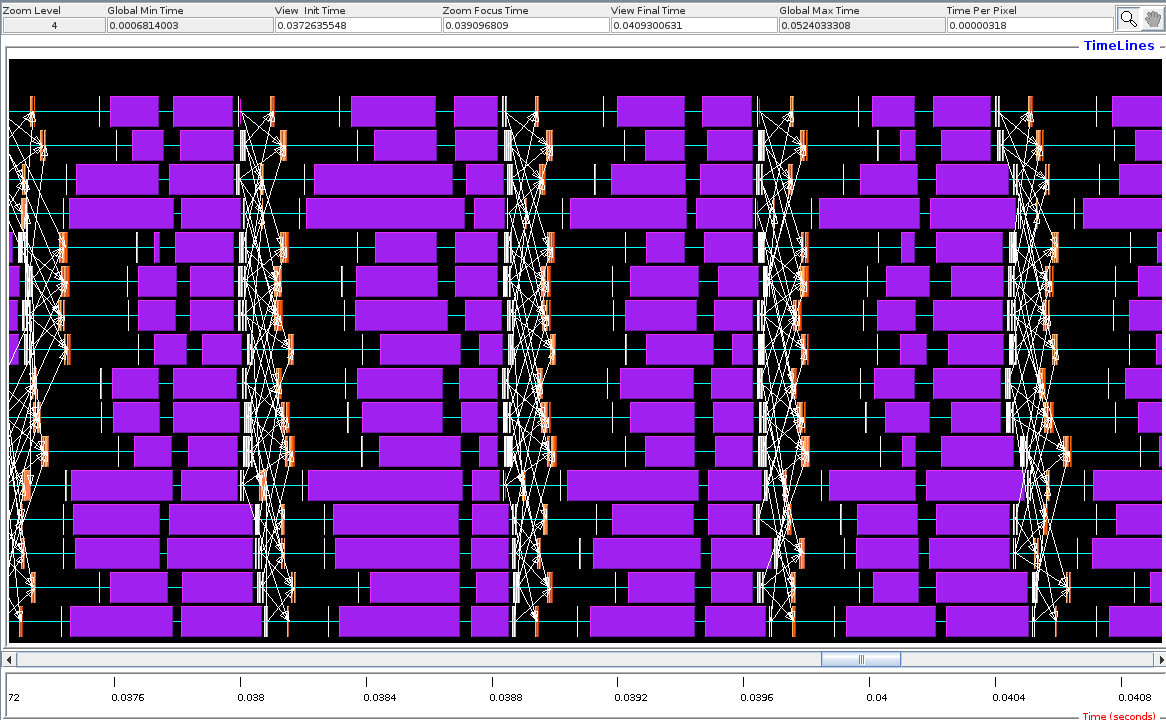 Zoom Level Global Min Time View  Init Time Zoom Focus Time View Final Time Global Max Time Time Per Pixel
4 0.0006814003 0.0372635548 0.039096809 0.0409300631 0.0524033308 0.00000318
TimeLines
72 0.0376 0.038 0.0384 0.0388 0.0392 0.0396 0.04 0.0404 0.0408
Time (seconds)